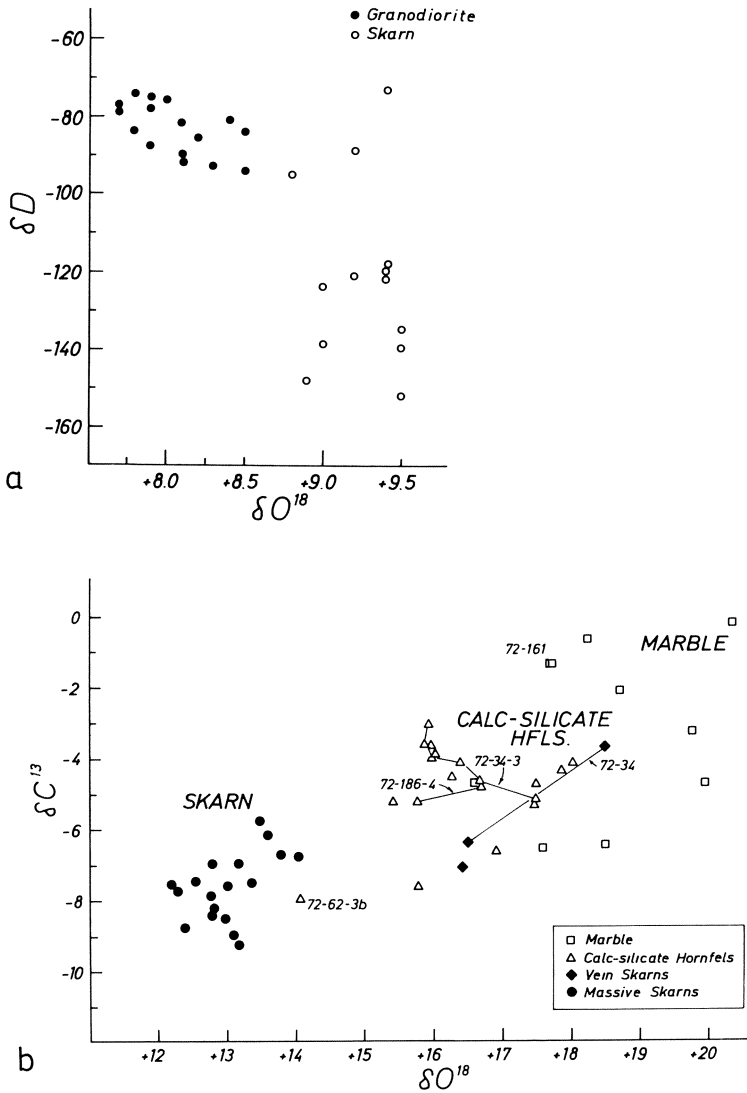 ● Granodiorite
○ Skarn
-60
-80
-100
-120
-140
-160
δD
+8.0 +8.5 +9.0 +9.5
δO¹⁸
a
0
-2
-4
-6
-8
-10
δC¹³
MARBLE
72-161
CALC-SILICATE
HFLS.
72-34-3
72-34
72-186-4
SKARN
72-62-3b
□ Marble
△ Calc-silicate Hornfels
◆ Vein Skarns
● Massive Skarns
+12 +13 +14 +15 +16 +17 +18 +19 +20
δO¹⁸
b